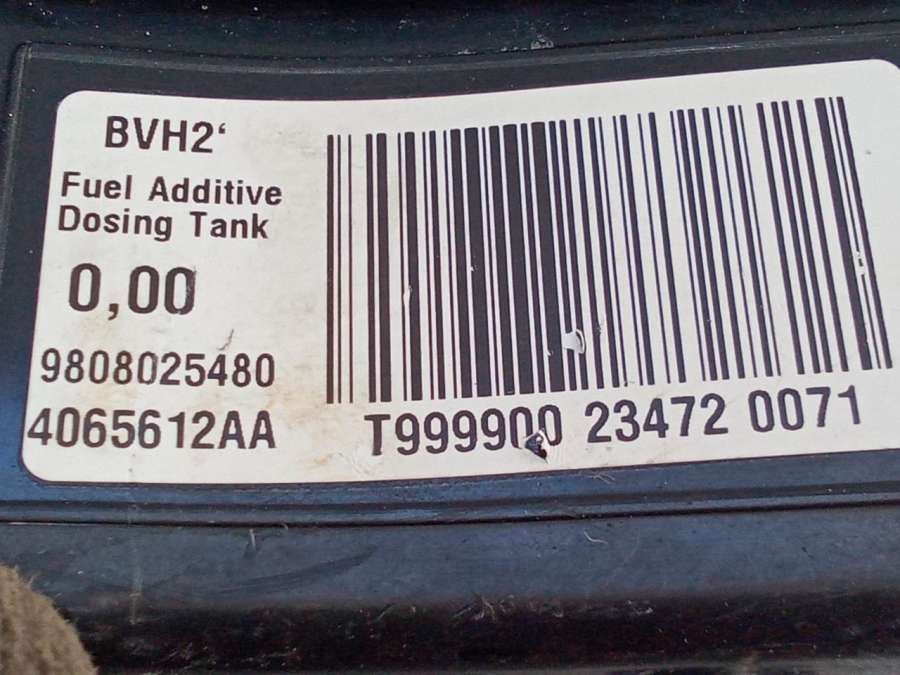 BVH2‘
Fuel Additive
Dosing Tank
0,00
9808025480
4065612AA
T999900 23472 0071